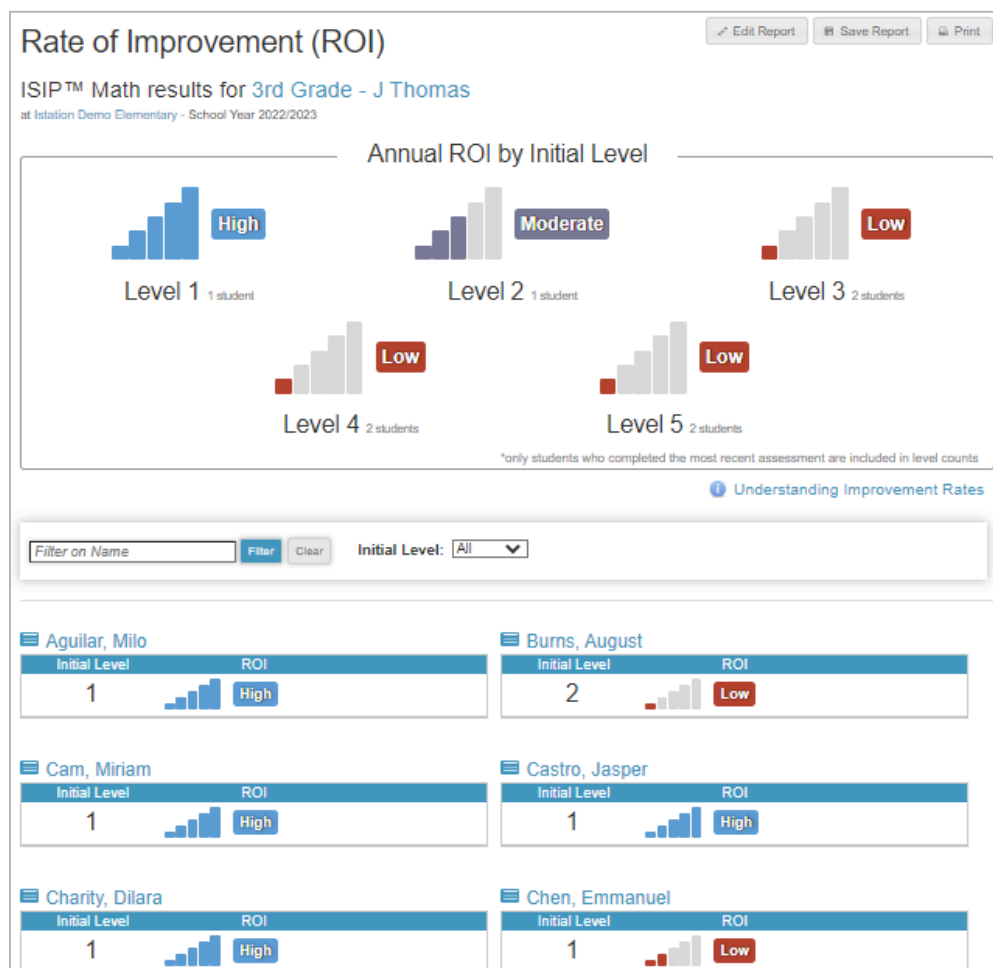 Rate of Improvement (ROI)
Edit Report Save Report Print
ISIP™ Math results for 3rd Grade - J Thomas
at Istation Demo Elementary - School Year 2022/2023
Annual ROI by Initial Level
High Moderate Low
Level 1 1 student Level 2 1 student Level 3 2 students
Low Low
Level 4 2 students Level 5 2 students
*only students who completed the most recent assessment are included in level counts
Understanding Improvement Rates
Filter on Name Filter Clear Initial Level: All
Aguilar, Milo Burns, August
Initial Level ROI Initial Level ROI
1 High 2 Low
Cam, Miriam Castro, Jasper
Initial Level ROI Initial Level ROI
1 High 1 High
Charity, Dilara Chen, Emmanuel
Initial Level ROI Initial Level ROI
1 High 1 Low